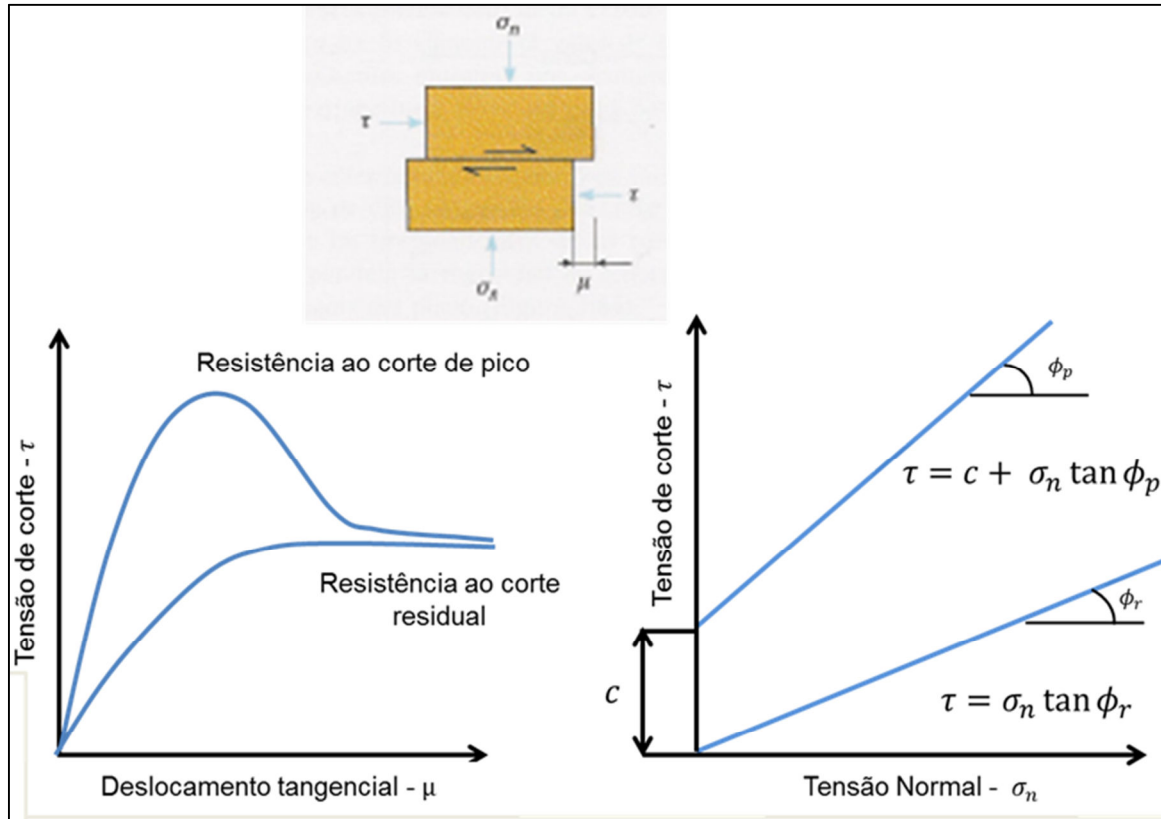 σn
τ
τ
σn
μ
Resistência ao corte de pico
Resistência ao corte
residual
Tensão de corte - τ
Deslocamento tangencial - μ
Tensão de corte - τ
ϕp
τ = c + σn tan ϕp
ϕr
c
τ = σn tan ϕr
Tensão Normal - σn